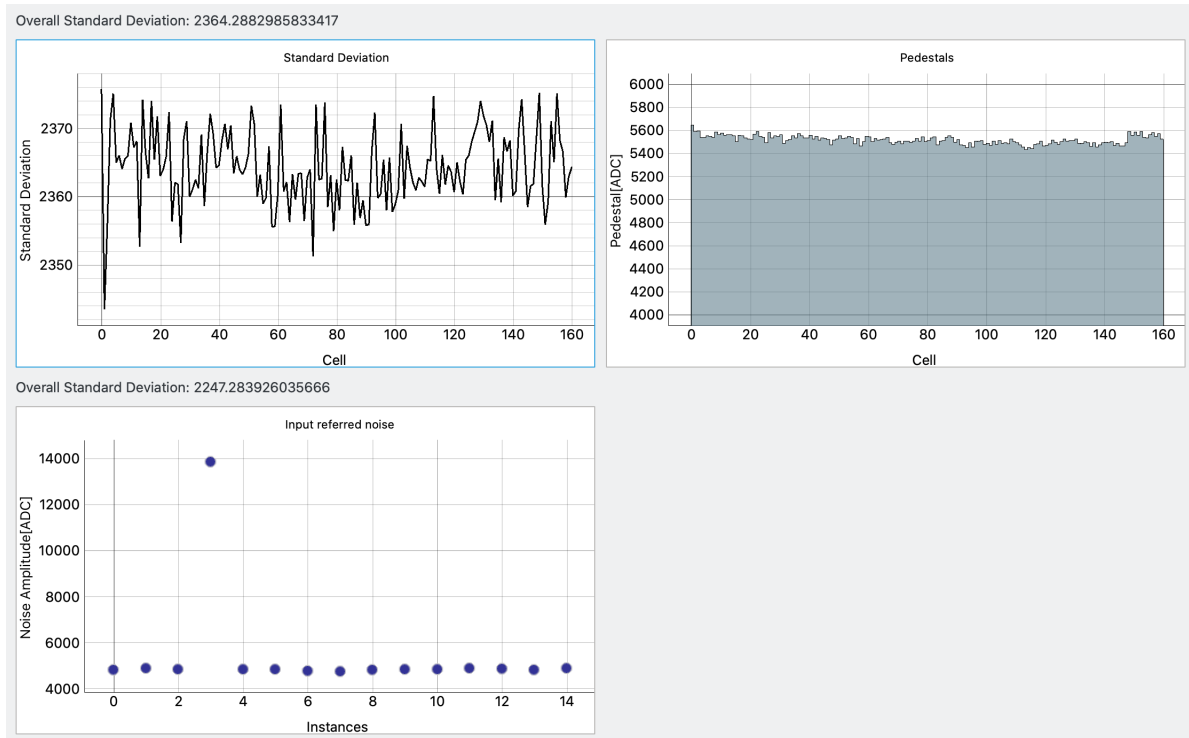 Overall Standard Deviation: 2364.2882985833417
Standard Deviation
Standard Deviation
2370
2360
2350
0 20 40 60 80 100 120 140 160
Cell
Pedestals
Pedestal[ADC]
6000
5800
5600
5400
5200
5000
4800
4600
4400
4200
4000
0 20 40 60 80 100 120 140 160
Cell
Overall Standard Deviation: 2247.283926035666
Input referred noise
Noise Amplitude[ADC]
14000
12000
10000
8000
6000
4000
0 2 4 6 8 10 12 14
Instances